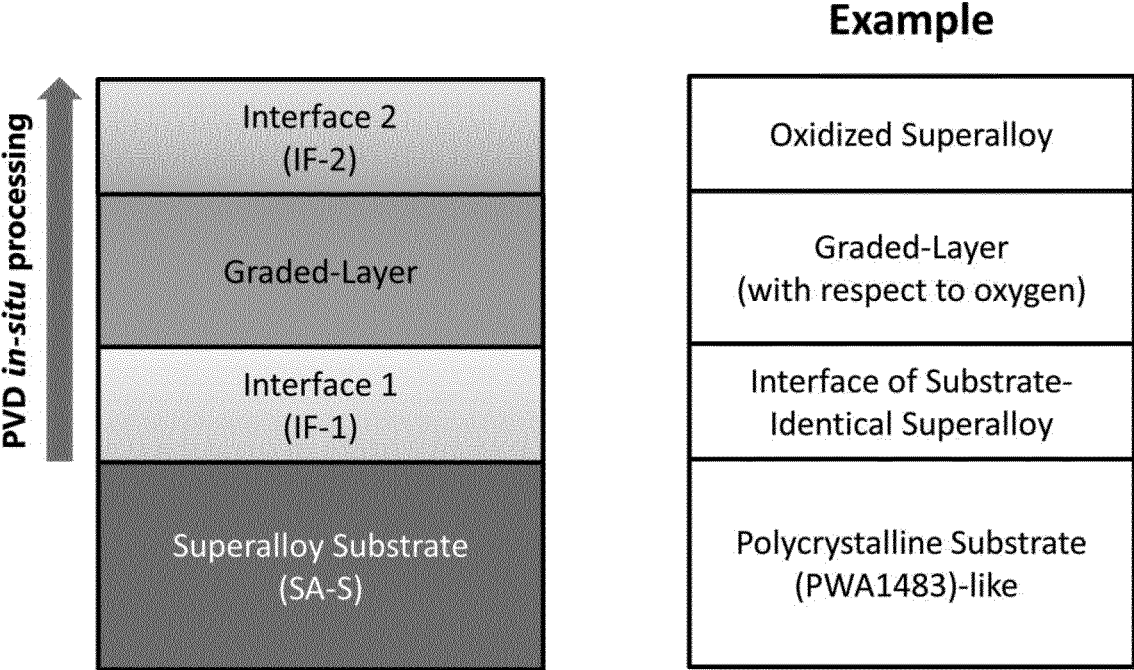 Example
PVD in-situ processing
Interface 2
(IF-2)
Graded-Layer
Interface 1
(IF-1)
Superalloy Substrate
(SA-S)
Oxidized Superalloy
Graded-Layer
(with respect to oxygen)
Interface of Substrate-
Identical Superalloy
Polycrystalline Substrate
(PWA1483)-like